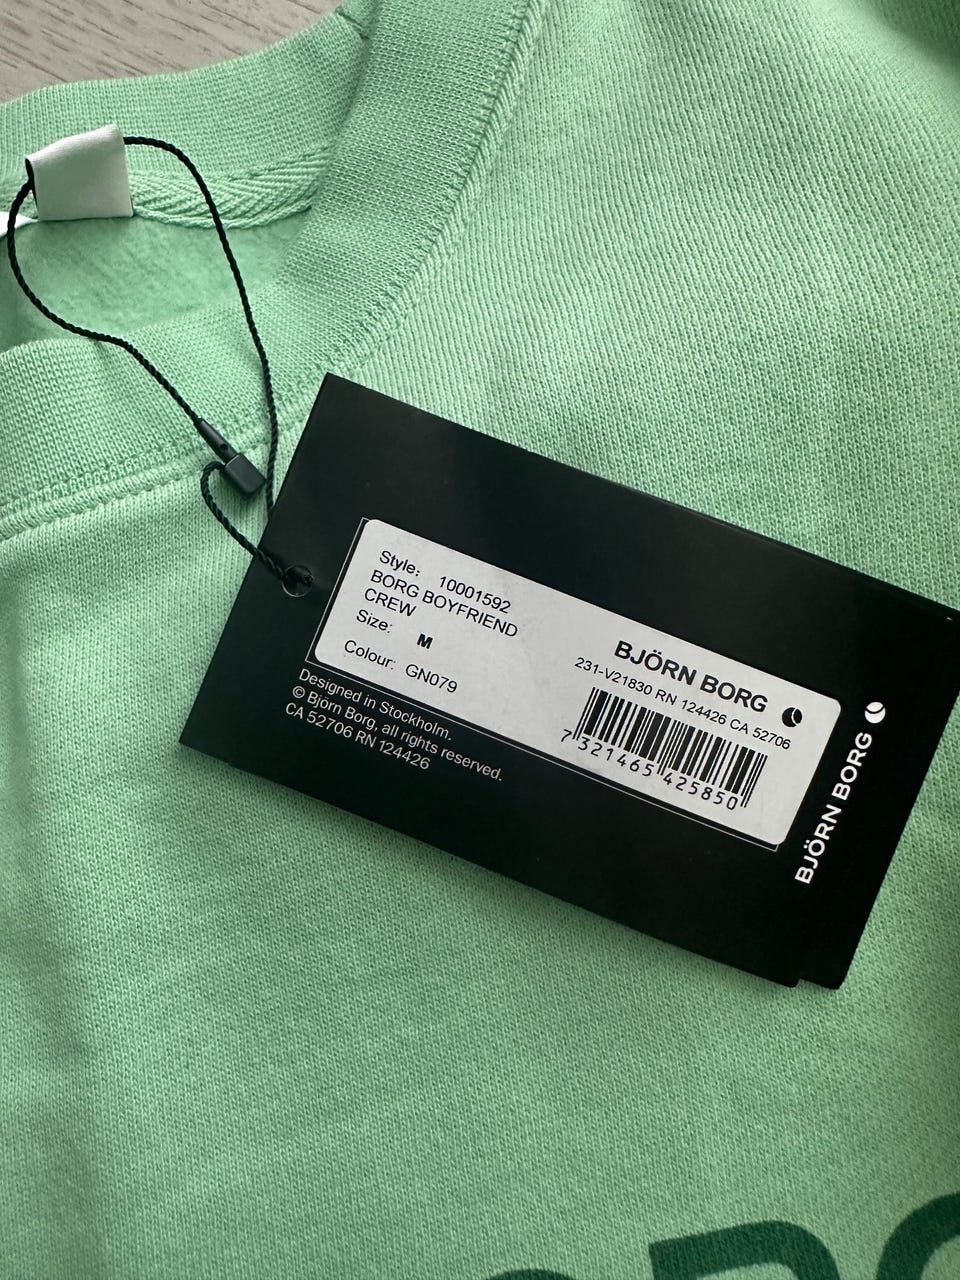 Style: 10001592
BORG BOYFRIEND
CREW
Size: M
Colour: GN079
BJÖRN BORG
231-V21830 RN 124426 CA 52706
7 321465 425850
Designed in Stockholm.
© Björn Borg, all rights reserved.
CA 52706 RN 124426
BJÖRN BORG